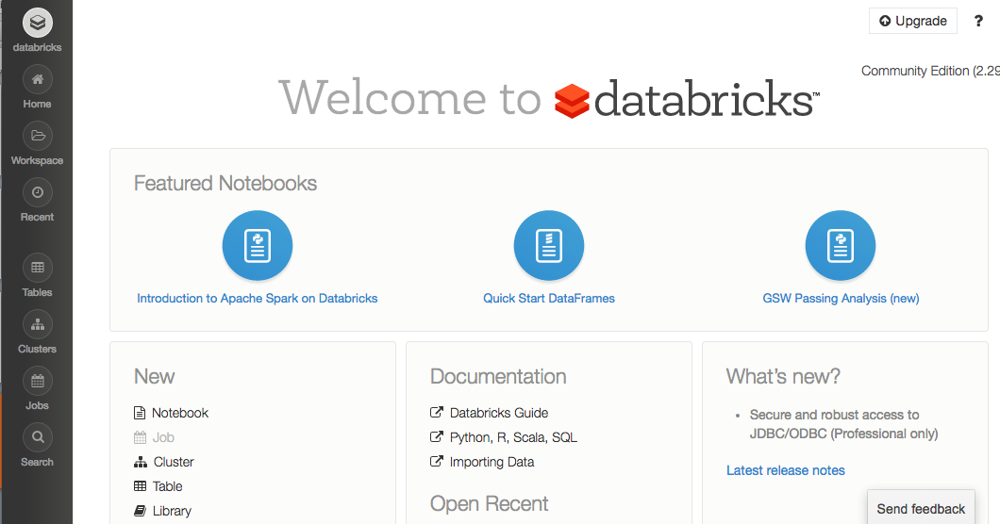 databricks
Home
Workspace
Recent
Tables
Clusters
Jobs
Search
Upgrade ?
Community Edition (2.29
Welcome to databricks™
Featured Notebooks
Introduction to Apache Spark on Databricks
Quick Start DataFrames
GSW Passing Analysis (new)
New
Notebook
Job
Cluster
Table
Library
Documentation
Databricks Guide
Python, R, Scala, SQL
Importing Data
Open Recent
What's new?
• Secure and robust access to
JDBC/ODBC (Professional only)
Latest release notes
Send feedback